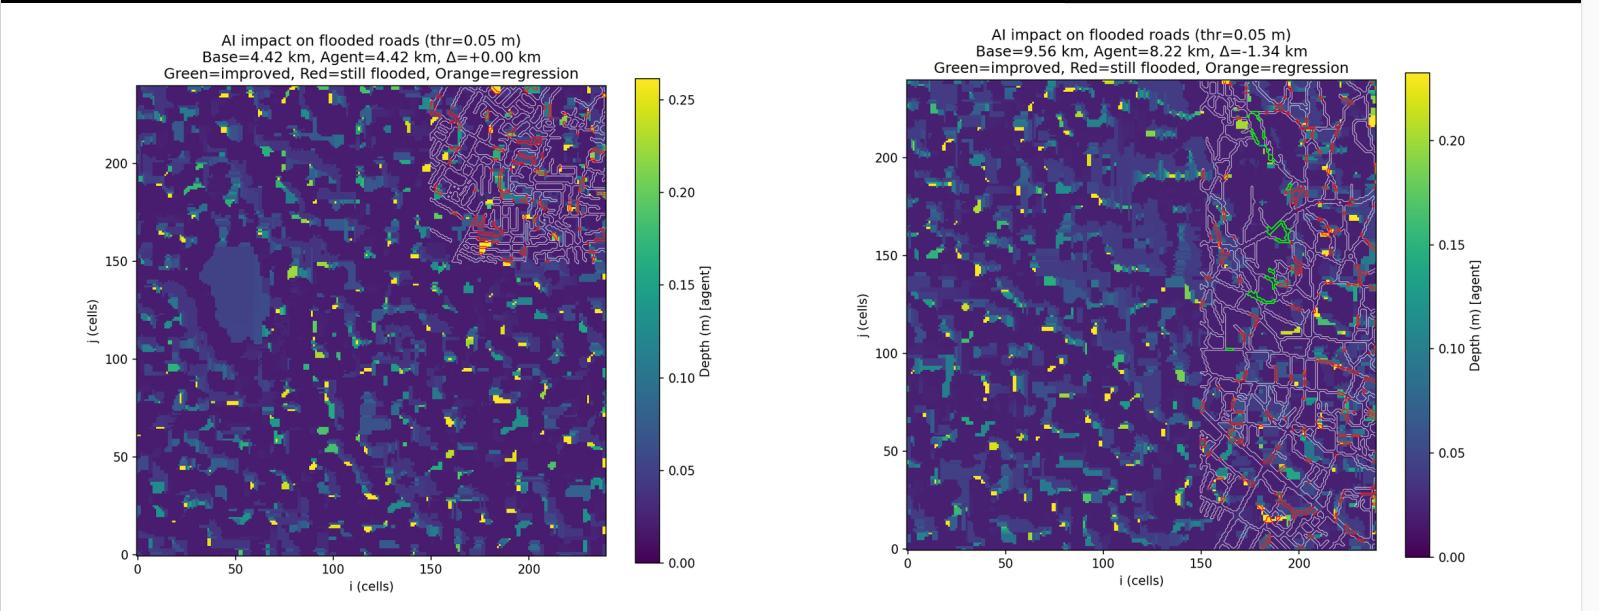 AI impact on flooded roads (thr=0.05 m)
Base=4.42 km, Agent=4.42 km, Δ=+0.00 km
Green=improved, Red=still flooded, Orange=regression
200
150
100
50
0
j (cells)
0 50 100 150 200
i (cells)
0.25
0.20
0.15
0.10
0.05
0.00
Depth (m) [agent]
AI impact on flooded roads (thr=0.05 m)
Base=9.56 km, Agent=8.22 km, Δ=-1.34 km
Green=improved, Red=still flooded, Orange=regression
200
150
100
50
0
j (cells)
0 50 100 150 200
i (cells)
0.20
0.15
0.10
0.05
0.00
Depth (m) [agent]